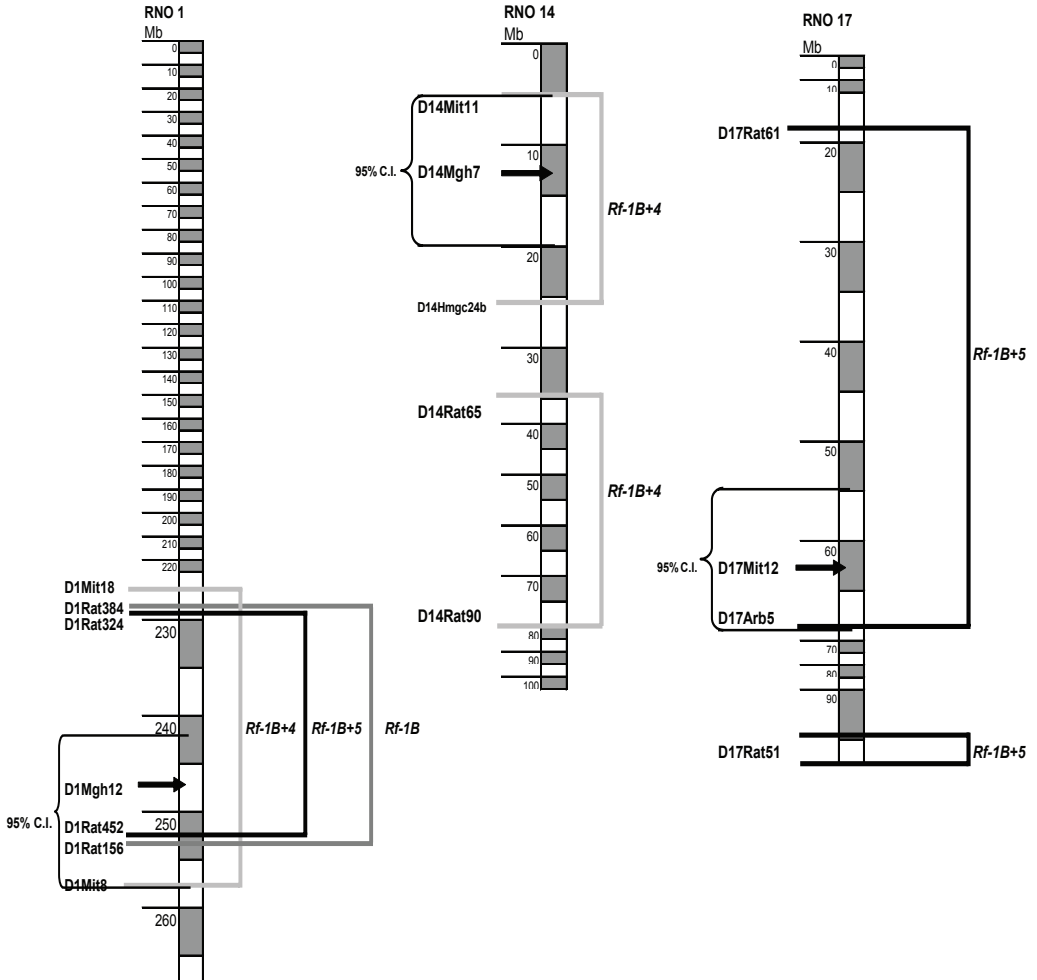 RNO 1
Mb
0
10
20
30
40
50
60
70
80
90
100
110
120
130
140
150
160
170
180
190
200
210
220
D1Mit18
D1Rat384
D1Rat324
230
240
Rf-1B+4
Rf-1B+5
Rf-1B
D1Mgh12
95% C.I.
D1Rat452
250
D1Rat156
D1Mit8
260
RNO 14
Mb
0
D14Mit11
10
95% C.I.
D14Mgh7
Rf-1B+4
20
D14Hmgc24b
30
D14Rat65
40
50
Rf-1B+4
60
70
D14Rat90
80
90
100
RNO 17
Mb
0
10
D17Rat61
20
30
40
Rf-1B+5
50
60
95% C.I.
D17Mit12
D17Arb5
70
80
90
D17Rat51
Rf-1B+5